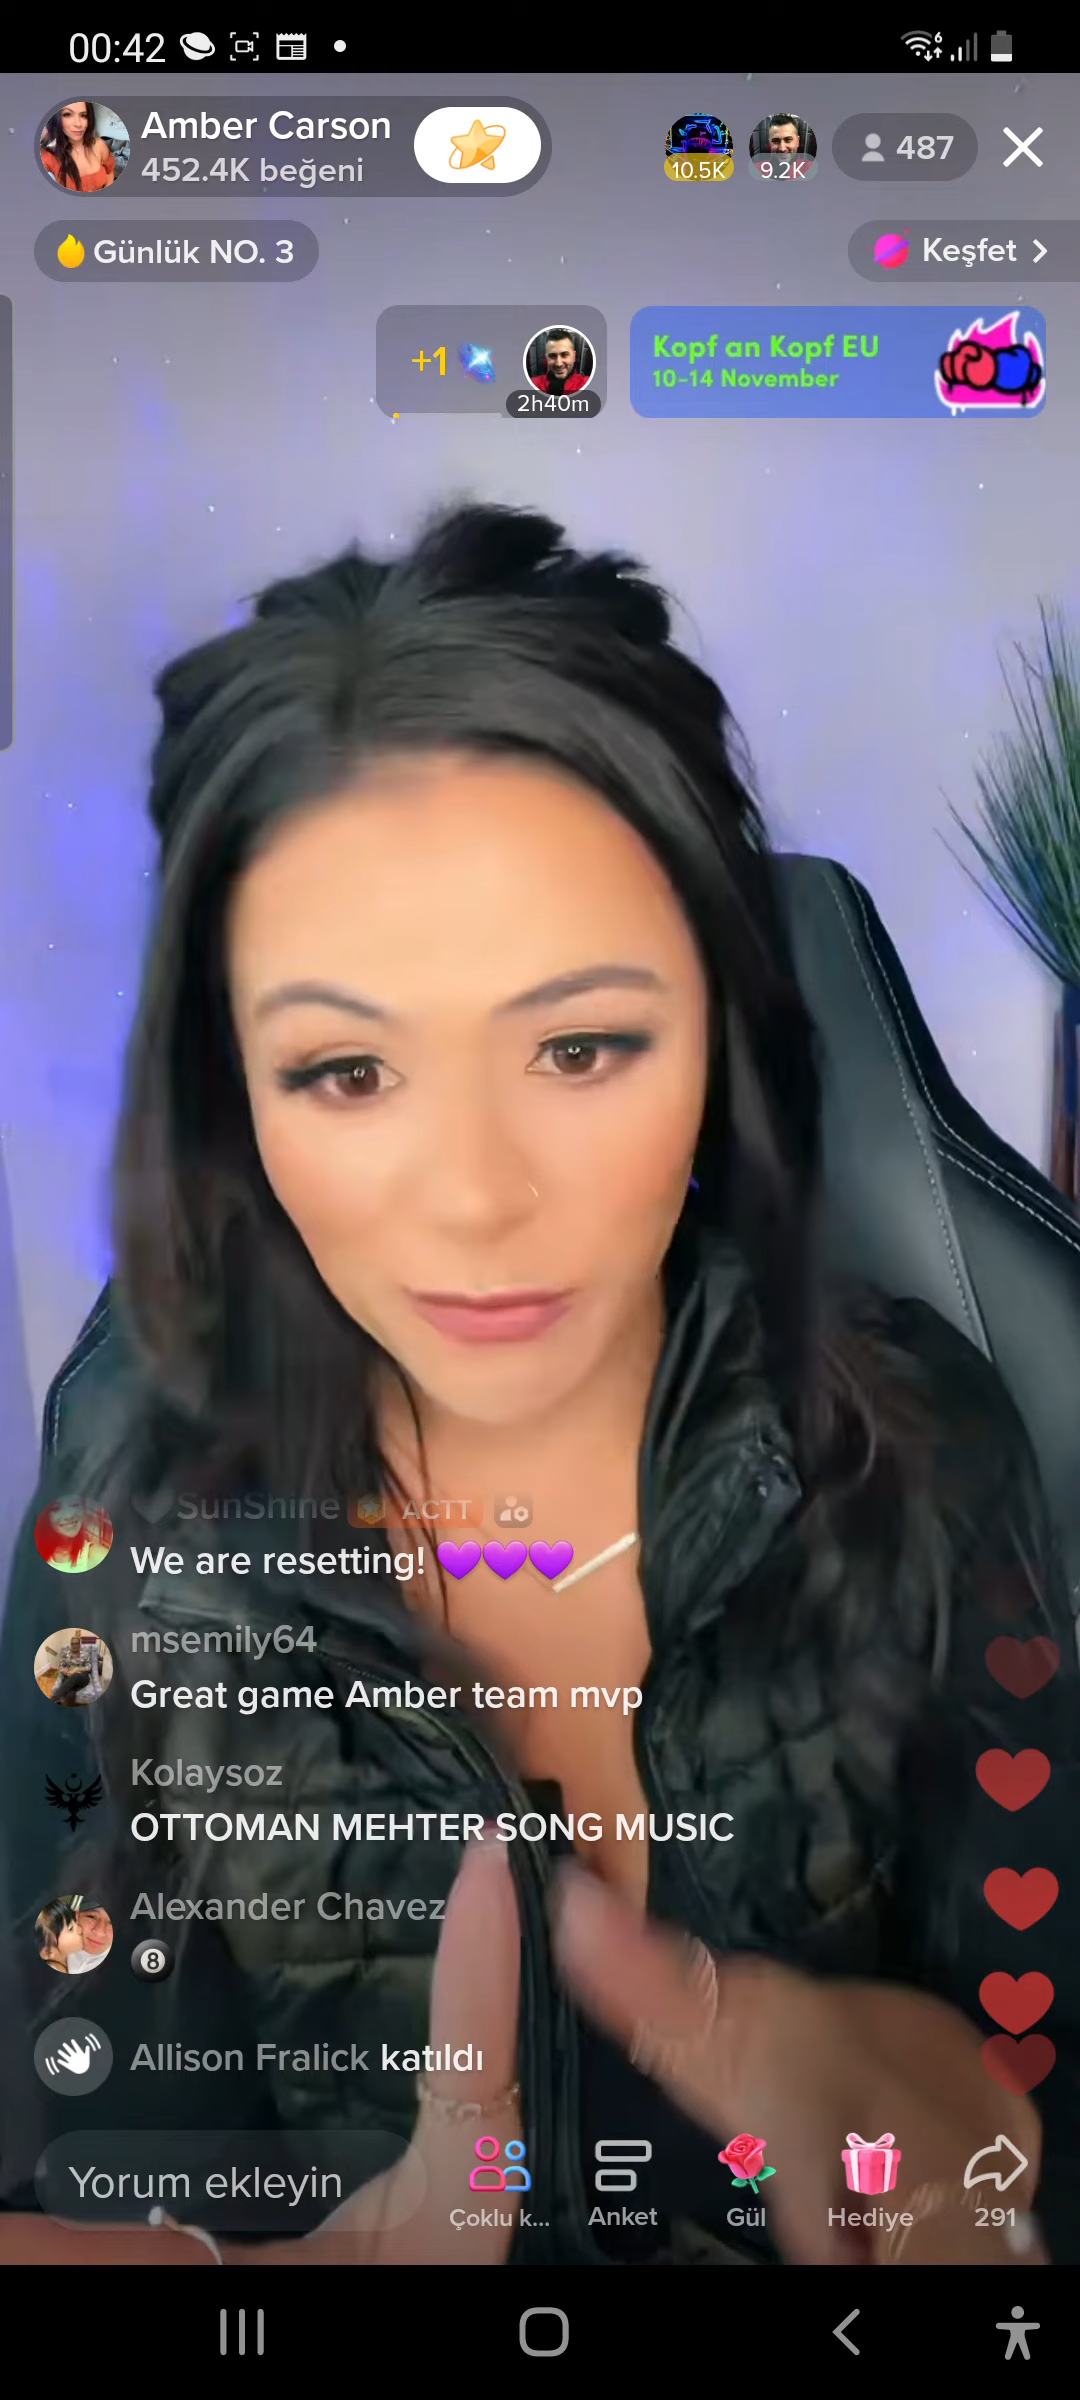 00:42
Amber Carson
452.4K beğeni
10.5K
9.2K
487
Günlük NO. 3
Keşfet
+1
2h40m
Kopf an Kopf EU
10-14 November
SunShine ACTT
We are resetting! 💜💜💜
msemily64
Great game Amber team mvp
Kolaysoz
OTTOMAN MEHTER SONG MUSIC
Alexander Chavez
🎱
Allison Fralick katıldı
Yorum ekleyin
Çoklu k...
Anket
Gül
Hediye
291